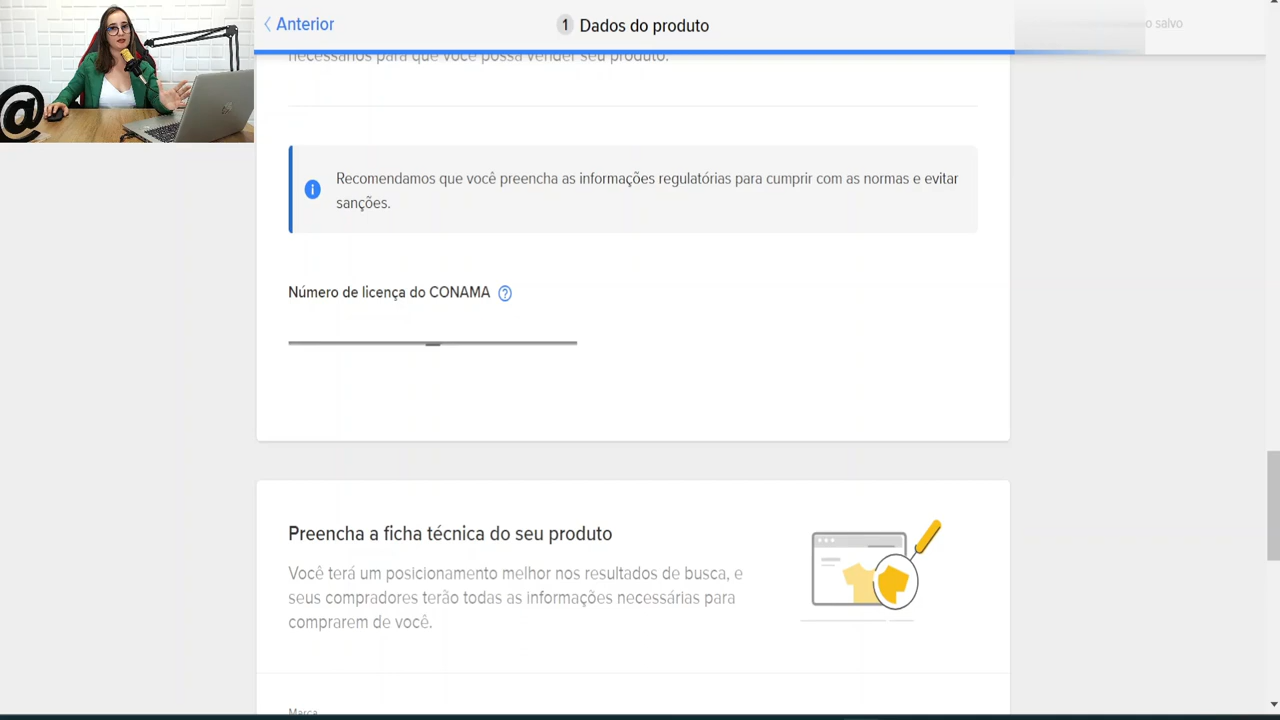 Anterior
1 Dados do produto
o salvo
necessários para que você possa vender seu produto.
Recomendamos que você preencha as informações regulatórias para cumprir com as normas e evitar
sanções.
Número de licença do CONAMA
Preencha a ficha técnica do seu produto
Você terá um posicionamento melhor nos resultados de busca, e
seus compradores terão todas as informações necessárias para
comprarem de você.
Marca
@